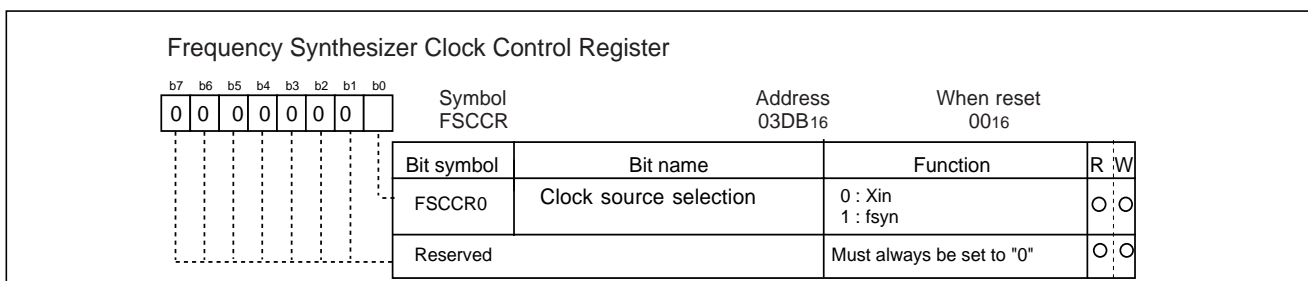 Frequency Synthesizer Clock Control Register
b7 b6 b5 b4 b3 b2 b1 b0
0 0 0 0 0 0 0
Symbol Address When reset
FSCCR 03DB16 0016
Bit symbol Bit name Function R W
FSCCR0 Clock source selection 0 : Xin
1 : fsyn
Reserved Must always be set to "0"